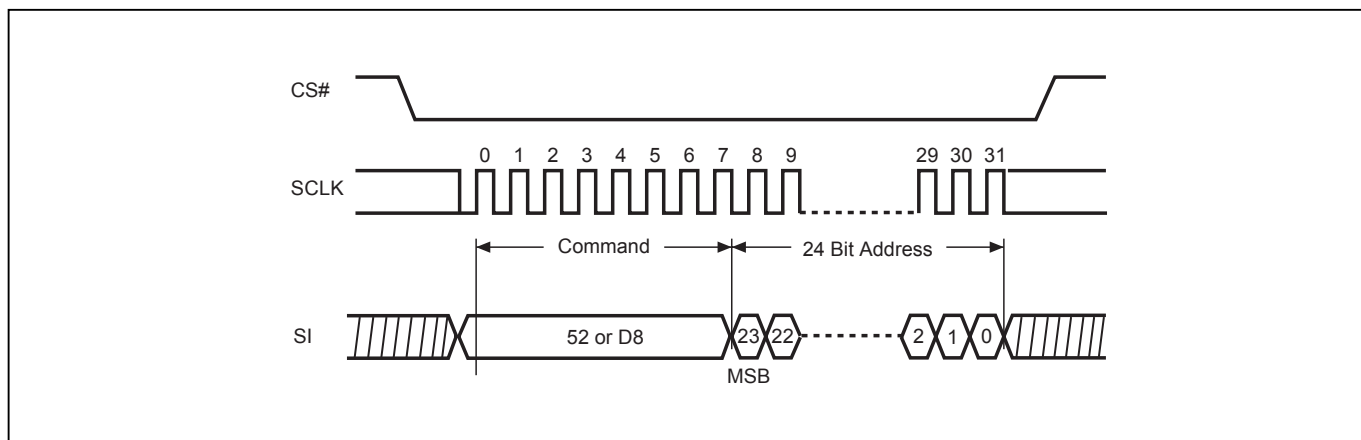 CS#
0 1 2 3 4 5 6 7 8 9 29 30 31
SCLK
Command 24 Bit Address
SI 52 or D8 23 22 2 1 0
MSB